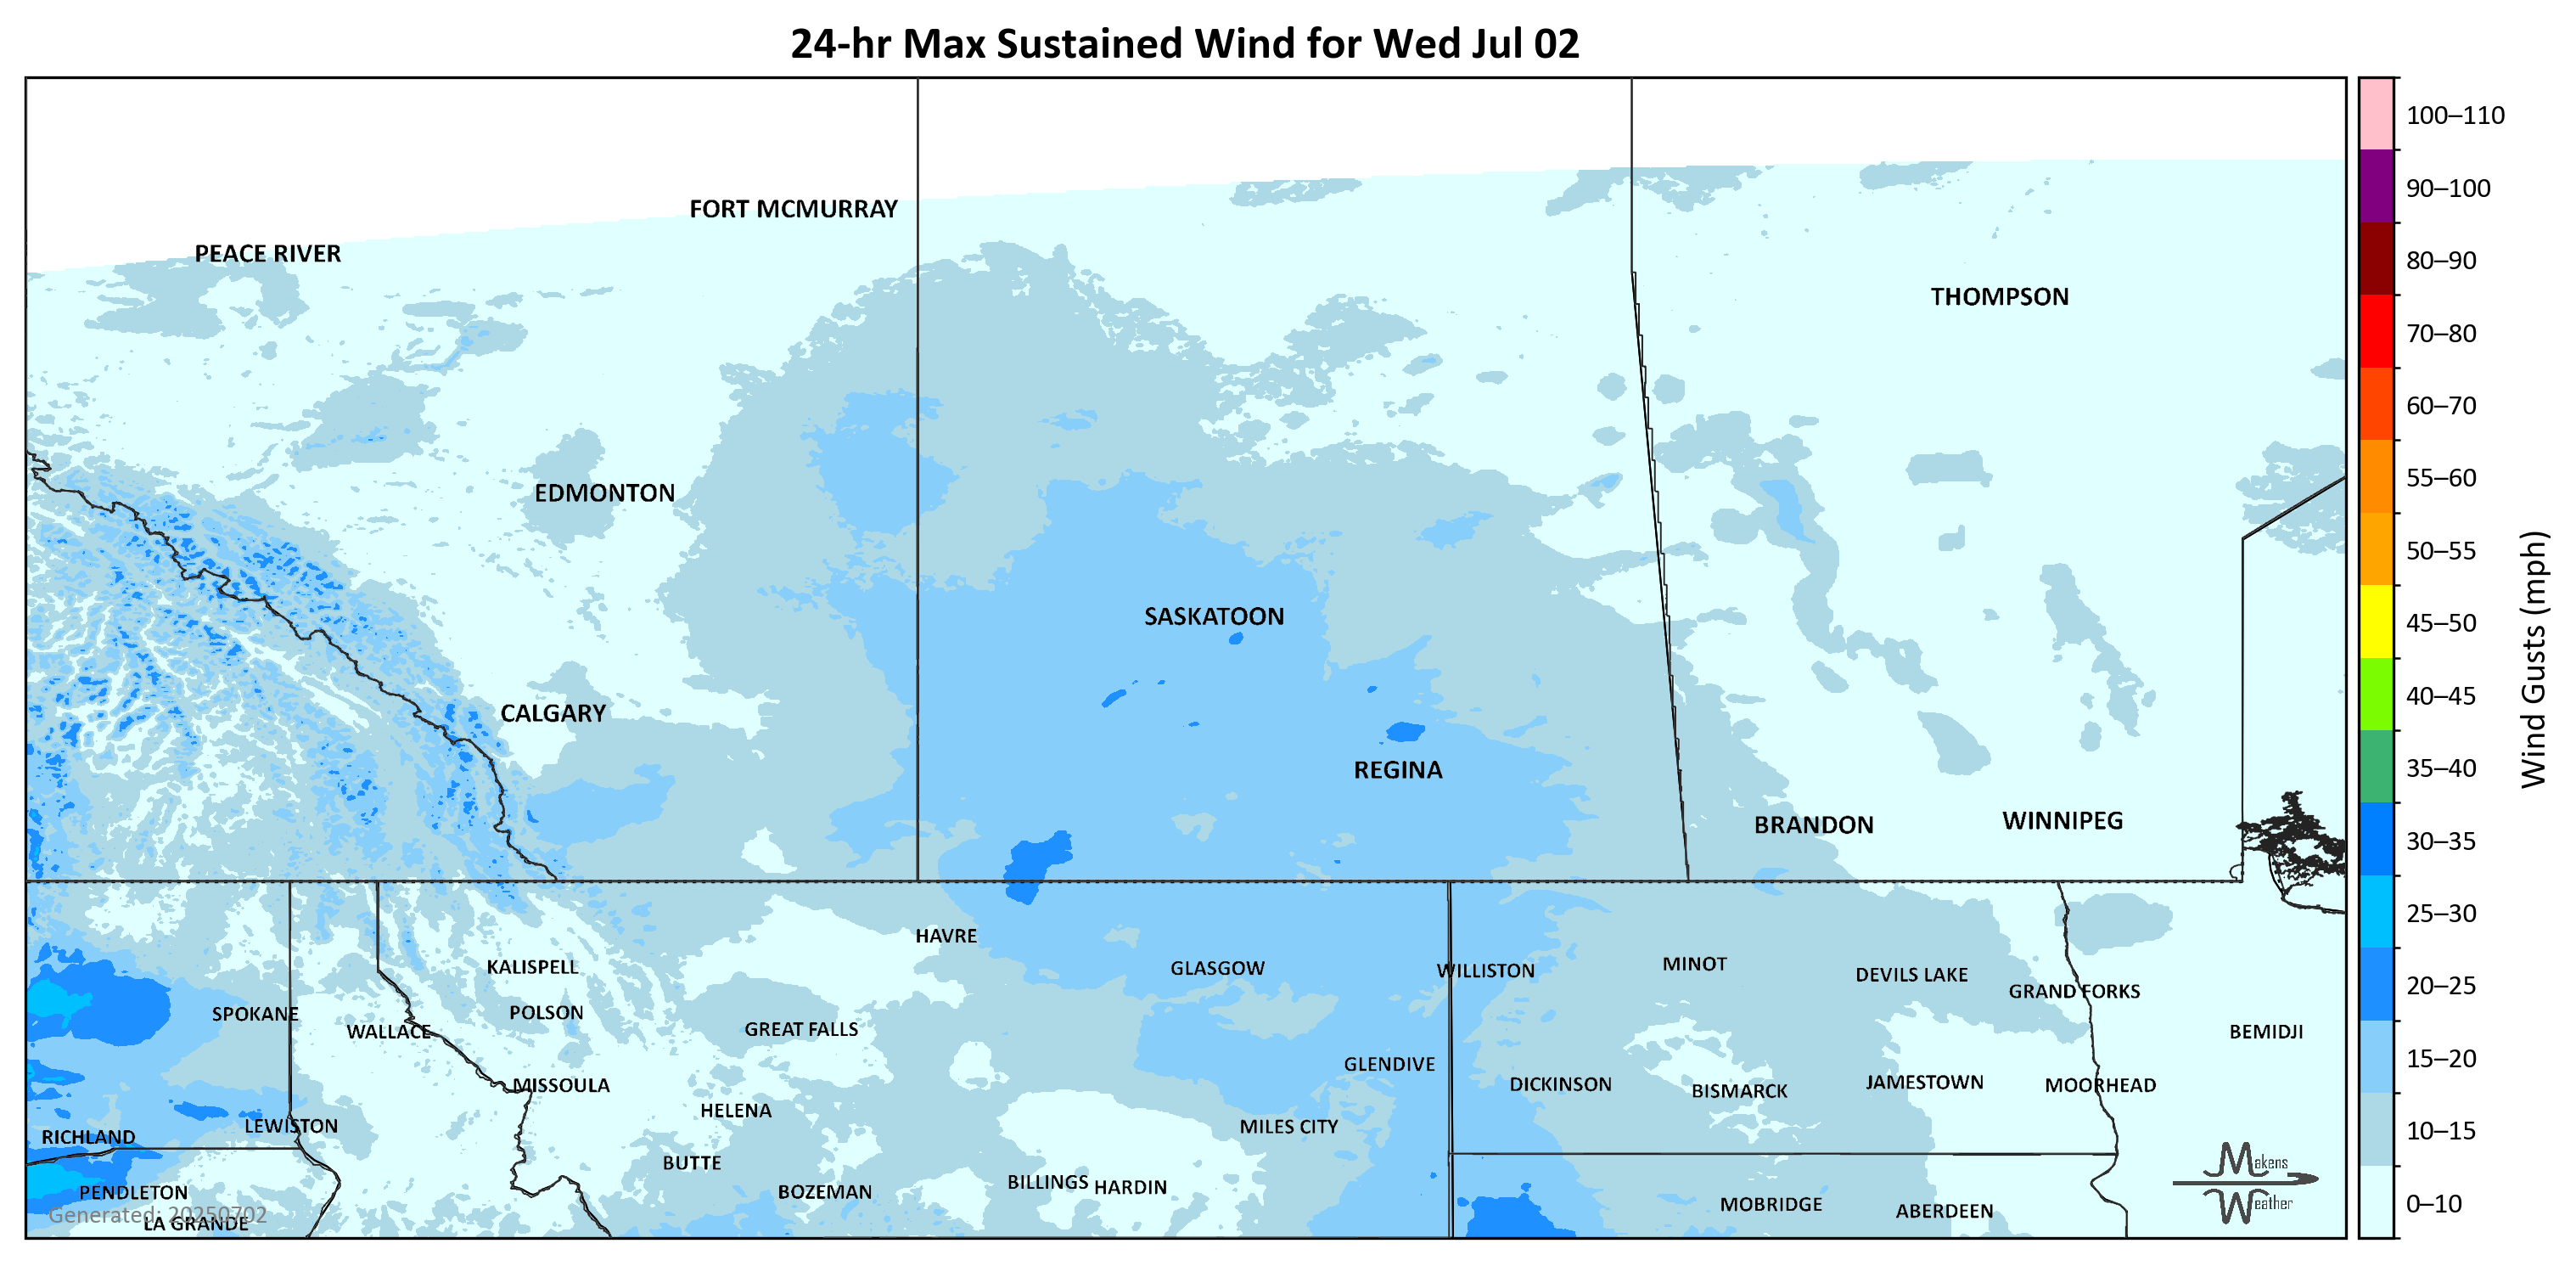 24-hr Max Sustained Wind for Wed Jul 02
100–110
FORT MCMURRAY
90–100
PEACE RIVER
80–90
THOMPSON
70–80
60–70
EDMONTON
55–60
50–55
SASKATOON
45–50
Wind Gusts (mph)
CALGARY
40–45
REGINA
35–40
BRANDON
WINNIPEG
30–35
HAVRE
25–30
KALISPELL
GLASGOW
WILLISTON
MINOT
DEVILS LAKE
GRAND FORKS
20–25
SPOKANE
POLSON
WALLACE
GREAT FALLS
BEMIDJI
15–20
GLENDIVE
MISSOULA
DICKINSON
BISMARCK
JAMESTOWN
MOORHEAD
HELENA
LEWISTON
MILES CITY
RICHLAND
10–15
BUTTE
Makens
PENDLETON
BOZEMAN
BILLINGS
HARDIN
MOBRIDGE
ABERDEEN
Weather
0–10
Generated: 20250702
LA GRANDE